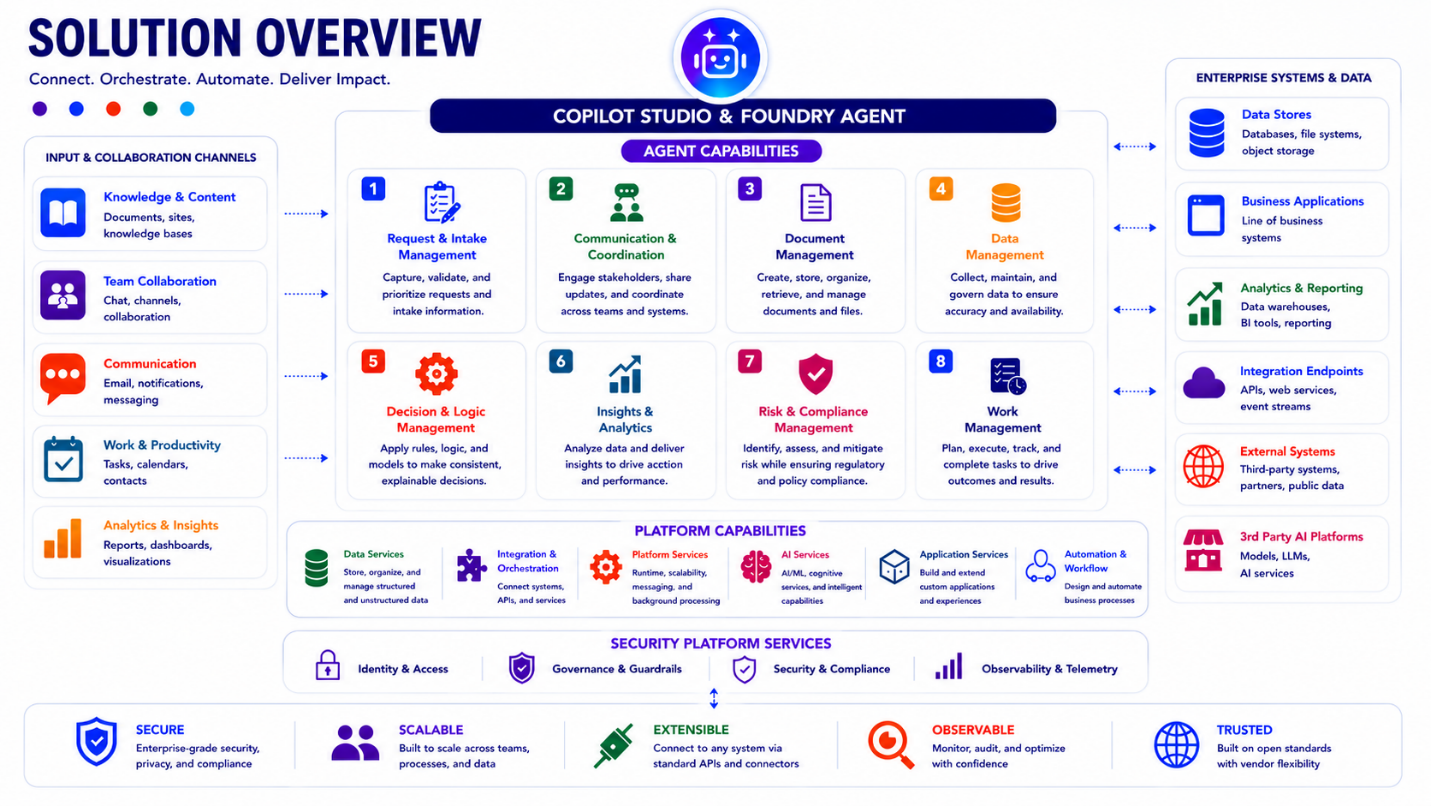 SOLUTION OVERVIEW
Connect. Orchestrate. Automate. Deliver Impact.
INPUT & COLLABORATION CHANNELS
Knowledge & Content
Documents, sites,
knowledge bases
Team Collaboration
Chat, channels,
collaboration
Communication
Email, notifications,
messaging
Work & Productivity
Tasks, calendars,
contacts
Analytics & Insights
Reports, dashboards,
visualizations
COPILOT STUDIO & FOUNDRY AGENT
AGENT CAPABILITIES
1
Request & Intake
Management
Capture, validate, and
prioritize requests and
intake information.
2
Communication &
Coordination
Engage stakeholders, share
updates, and coordinate
across teams and systems.
3
Document
Management
Create, store, organize,
retrieve, and manage
documents and files.
4
Data
Management
Collect, maintain, and
govern data to ensure
accuracy and availability.
5
Decision & Logic
Management
Apply rules, logic, and
models to make consistent,
explainable decisions.
6
Insights &
Analytics
Analyze data and deliver
insights to drive acction
and performance.
7
Risk & Compliance
Management
Identify, assess, and mitigate
risk while ensuring regulatory
and policy compliance.
8
Work
Management
Plan, execute, track, and
complete tasks to drive
outcomes and results.
ENTERPRISE SYSTEMS & DATA
Data Stores
Databases, file systems,
object storage
Business Applications
Line of business
systems
Analytics & Reporting
Data warehouses,
BI tools, reporting
Integration Endpoints
APIs, web services,
event streams
External Systems
Third-party systems,
partners, public data
3rd Party AI Platforms
Models, LLMs,
AI services
PLATFORM CAPABILITIES
Data Services
Store, organize, and
manage structured
and unstructured data
Integration &
Orchestration
Connect systems,
APIs, and services
Platform Services
Runtime, scalability,
messaging, and
background processing
AI Services
AI/ML, cognitive
services, and intelligent
capabilities
Application Services
Build and extend
custom applications
and experiences
Automation &
Workflow
Design and automate
business processes
SECURITY PLATFORM SERVICES
Identity & Access
Governance & Guardrails
Security & Compliance
Observability & Telemetry
SECURE
Enterprise-grade security,
privacy, and compliance
SCALABLE
Built to scale across teams,
processes, and data
EXTENSIBLE
Connect to any system via
standard APIs and connectors
OBSERVABLE
Monitor, audit, and optimize
with confidence
TRUSTED
Built on open standards
with vendor flexibility